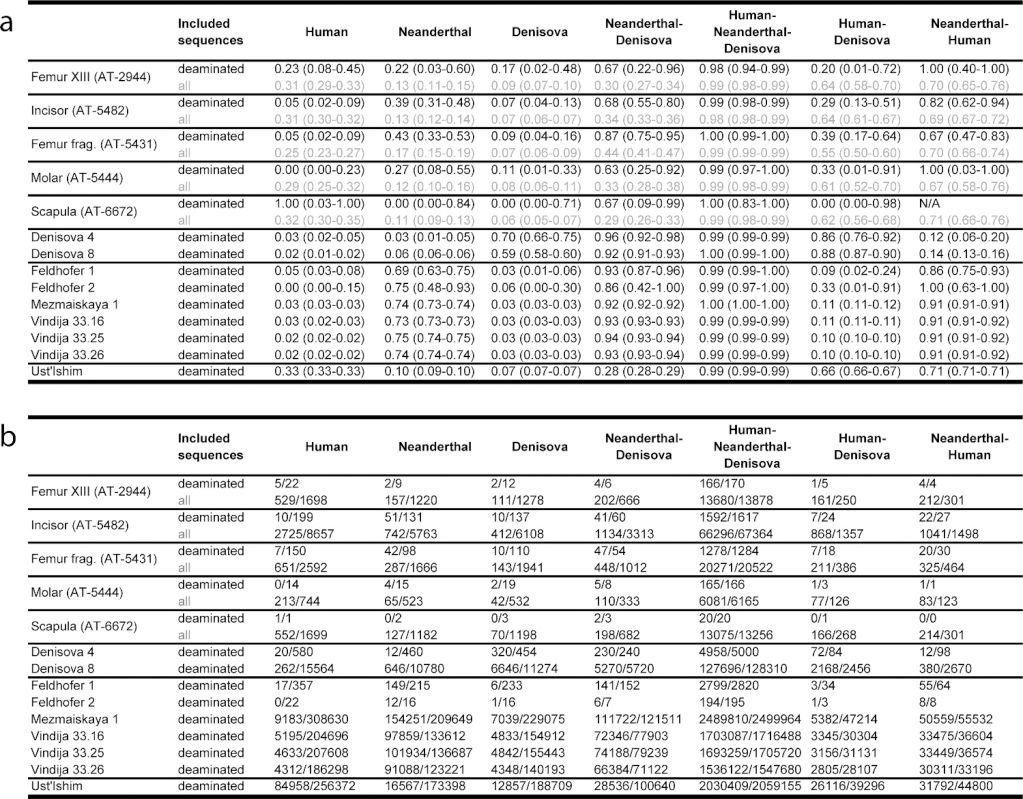 a
Included sequences Human Neanderthal Denisova Neanderthal-Denisova Human-Neanderthal-Denisova Human-Denisova Neanderthal-Human
Femur XIII (AT-2944) deaminated 0.23 (0.08-0.45) 0.22 (0.03-0.60) 0.17 (0.02-0.48) 0.67 (0.22-0.96) 0.98 (0.94-0.99) 0.20 (0.01-0.72) 1.00 (0.40-1.00)
all 0.31 (0.29-0.33) 0.13 (0.11-0.15) 0.09 (0.07-0.10) 0.30 (0.27-0.34) 0.99 (0.98-0.99) 0.64 (0.58-0.70) 0.70 (0.65-0.76)
Incisor (AT-5482) deaminated 0.05 (0.02-0.09) 0.39 (0.31-0.48) 0.07 (0.04-0.13) 0.68 (0.55-0.80) 0.99 (0.98-0.99) 0.29 (0.13-0.51) 0.82 (0.62-0.94)
all 0.31 (0.30-0.32) 0.13 (0.12-0.14) 0.07 (0.06-0.07) 0.34 (0.33-0.36) 0.98 (0.98-0.99) 0.64 (0.61-0.67) 0.69 (0.67-0.72)
Femur frag. (AT-5431) deaminated 0.05 (0.02-0.09) 0.43 (0.33-0.53) 0.09 (0.04-0.16) 0.87 (0.75-0.95) 1.00 (0.99-1.00) 0.39 (0.17-0.64) 0.67 (0.47-0.83)
all 0.25 (0.23-0.27) 0.17 (0.15-0.19) 0.07 (0.06-0.09) 0.44 (0.41-0.47) 0.99 (0.99-0.99) 0.55 (0.50-0.60) 0.70 (0.66-0.74)
Molar (AT-5444) deaminated 0.00 (0.00-0.23) 0.27 (0.08-0.55) 0.11 (0.01-0.33) 0.63 (0.25-0.92) 0.99 (0.97-1.00) 0.33 (0.01-0.91) 1.00 (0.03-1.00)
all 0.29 (0.25-0.32) 0.12 (0.10-0.16) 0.08 (0.06-0.11) 0.33 (0.28-0.38) 0.99 (0.98-0.99) 0.61 (0.52-0.70) 0.67 (0.58-0.76)
Scapula (AT-6672) deaminated 1.00 (0.03-1.00) 0.00 (0.00-0.84) 0.00 (0.00-0.71) 0.67 (0.09-0.99) 1.00 (0.83-1.00) 0.00 (0.00-0.98) N/A
all 0.32 (0.30-0.35) 0.11 (0.09-0.13) 0.06 (0.05-0.07) 0.29 (0.26-0.33) 0.99 (0.98-0.99) 0.62 (0.56-0.68) 0.71 (0.66-0.76)
Denisova 4 deaminated 0.03 (0.02-0.05) 0.03 (0.01-0.05) 0.70 (0.66-0.75) 0.96 (0.92-0.98) 0.99 (0.99-0.99) 0.86 (0.76-0.92) 0.12 (0.06-0.20)
Denisova 8 deaminated 0.02 (0.01-0.02) 0.06 (0.06-0.06) 0.59 (0.58-0.60) 0.92 (0.91-0.93) 1.00 (0.99-1.00) 0.88 (0.87-0.90) 0.14 (0.13-0.16)
Feldhofer 1 deaminated 0.05 (0.03-0.08) 0.69 (0.63-0.75) 0.03 (0.01-0.06) 0.93 (0.87-0.96) 0.99 (0.99-1.00) 0.09 (0.02-0.24) 0.86 (0.75-0.93)
Feldhofer 2 deaminated 0.00 (0.00-0.15) 0.75 (0.48-0.93) 0.06 (0.00-0.30) 0.86 (0.42-1.00) 0.99 (0.97-1.00) 0.33 (0.01-0.91) 1.00 (0.63-1.00)
Mezmaiskaya 1 deaminated 0.03 (0.03-0.03) 0.74 (0.73-0.74) 0.03 (0.03-0.03) 0.92 (0.92-0.92) 1.00 (1.00-1.00) 0.11 (0.11-0.12) 0.91 (0.91-0.91)
Vindija 33.16 deaminated 0.03 (0.02-0.03) 0.73 (0.73-0.73) 0.03 (0.03-0.03) 0.93 (0.93-0.93) 0.99 (0.99-0.99) 0.11 (0.11-0.11) 0.91 (0.91-0.92)
Vindija 33.25 deaminated 0.02 (0.02-0.02) 0.75 (0.74-0.75) 0.03 (0.03-0.03) 0.94 (0.93-0.94) 0.99 (0.99-0.99) 0.10 (0.10-0.10) 0.91 (0.91-0.92)
Vindija 33.26 deaminated 0.02 (0.02-0.02) 0.74 (0.74-0.74) 0.03 (0.03-0.03) 0.93 (0.93-0.94) 0.99 (0.99-0.99) 0.10 (0.10-0.10) 0.91 (0.91-0.92)
Ust'Ishim deaminated 0.33 (0.33-0.33) 0.10 (0.09-0.10) 0.07 (0.07-0.07) 0.28 (0.28-0.29) 0.99 (0.99-0.99) 0.66 (0.66-0.67) 0.71 (0.71-0.71)
b
Included sequences Human Neanderthal Denisova Neanderthal-Denisova Human-Neanderthal-Denisova Human-Denisova Neanderthal-Human
Femur XIII (AT-2944) deaminated 5/22 2/9 2/12 4/6 166/170 1/5 4/4
all 529/1698 157/1220 111/1278 202/666 13680/13878 161/250 212/301
Incisor (AT-5482) deaminated 10/199 51/131 10/137 41/60 1592/1617 7/24 22/27
all 2725/8657 742/5763 412/6108 1134/3313 66296/67364 868/1357 1041/1498
Femur frag. (AT-5431) deaminated 7/150 42/98 10/110 47/54 1278/1284 7/18 20/30
all 651/2592 287/1666 143/1941 448/1012 20271/20522 211/386 325/464
Molar (AT-5444) deaminated 0/14 4/15 2/19 5/8 165/166 1/3 1/1
all 213/744 65/523 42/532 110/333 6081/6165 77/126 83/123
Scapula (AT-6672) deaminated 1/1 0/2 0/3 2/3 20/20 0/1 0/0
all 552/1699 127/1182 70/1198 198/682 13075/13256 166/268 214/301
Denisova 4 deaminated 20/580 12/460 320/454 230/240 4958/5000 72/84 12/98
Denisova 8 deaminated 262/15564 646/10780 6646/11274 5270/5720 127696/128310 2168/2456 380/2670
Feldhofer 1 deaminated 17/357 149/215 6/233 141/152 2799/2820 3/34 55/64
Feldhofer 2 deaminated 0/22 12/16 1/16 6/7 194/195 1/3 8/8
Mezmaiskaya 1 deaminated 9183/308630 154251/209649 7039/229075 111722/121511 2489810/2499964 5382/47214 50559/55532
Vindija 33.16 deaminated 5195/204696 97859/133612 4833/154912 72346/77903 1703087/1716488 3345/30304 33475/36604
Vindija 33.25 deaminated 4633/207608 101934/136687 4842/155443 74188/79239 1693259/1705720 3156/31131 33449/36574
Vindija 33.26 deaminated 4312/186298 91088/123221 4348/140193 66384/71122 1536122/1547680 2805/28107 30311/33196
Ust'Ishim deaminated 84958/256372 16567/173398 12857/188709 28536/100640 2030409/2059155 26116/39296 31792/44800